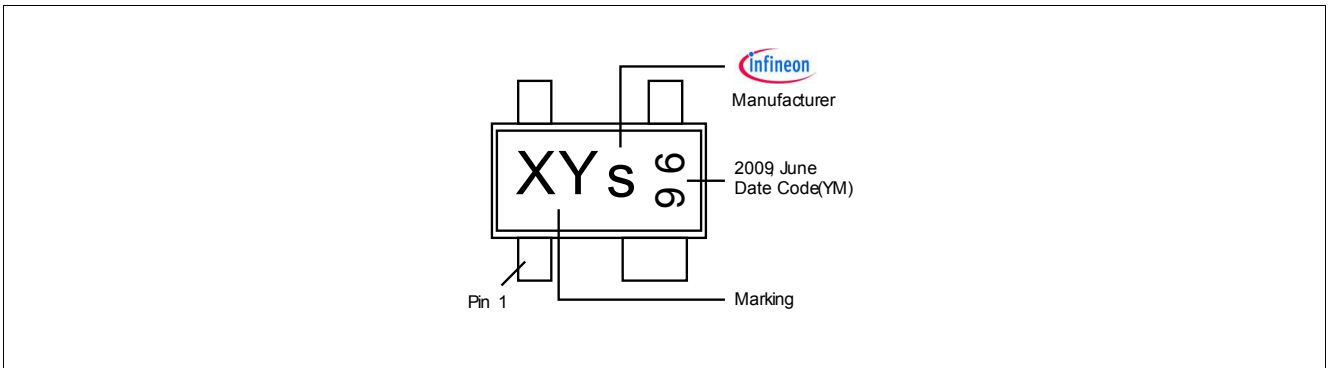 infineon
Manufacturer
XYs
96
2009, June
Date Code(YM)
Pin 1
Marking